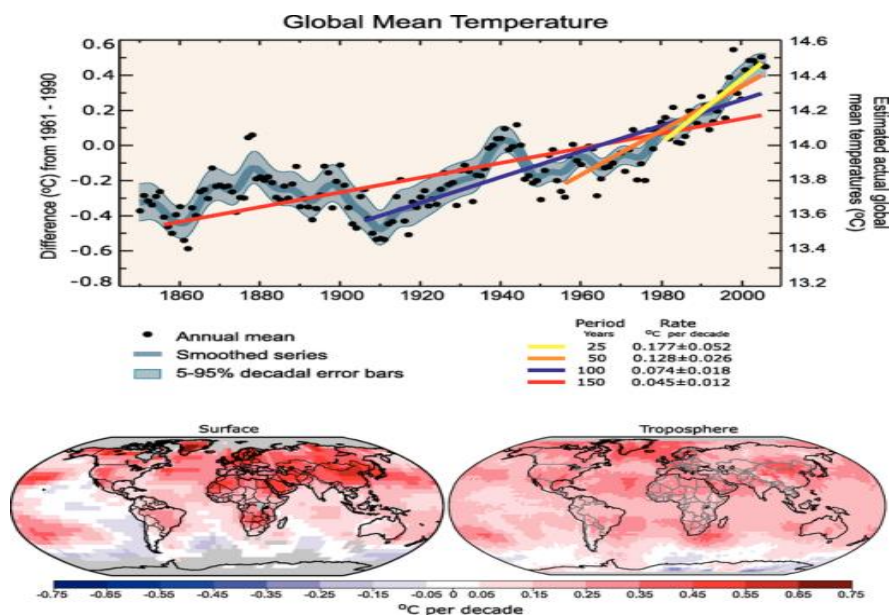 Global Mean Temperature
Difference (ºC) from 1961 - 1990
0.6
0.4
0.2
0.0
-0.2
-0.4
-0.6
-0.8
14.6
14.4
14.2
14.0
13.8
13.6
13.4
13.2
Estimated actual global
mean temperatures (ºC)
1860 1880 1900 1920 1940 1960 1980 2000
Annual mean
Smoothed series
5-95% decadal error bars
Period Rate
Years ºC per decade
25 0.177±0.052
50 0.128±0.026
100 0.074±0.018
150 0.045±0.012
Surface
Troposphere
-0.75 -0.65 -0.55 -0.45 -0.35 -0.25 -0.15 -0.05 0 0.05 0.15 0.25 0.35 0.45 0.55 0.65 0.75
ºC per decade